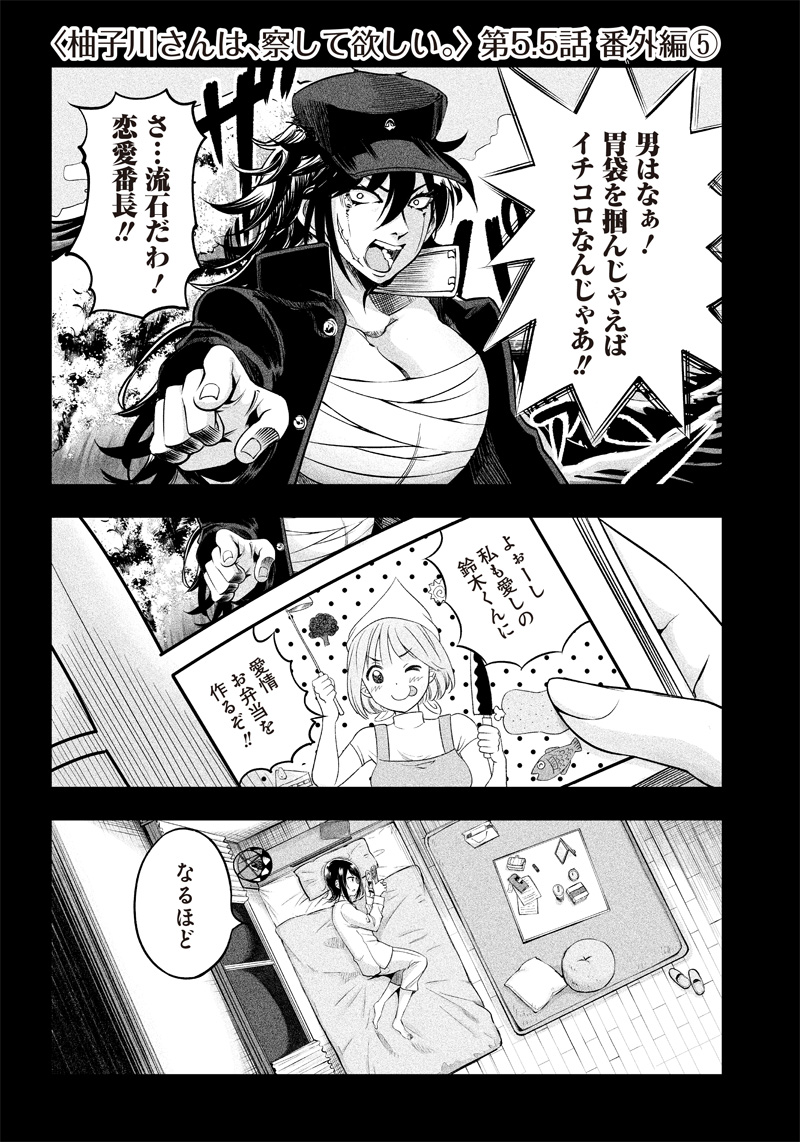 〈柚子川さんは、察して欲しい。〉第5.5話 番外編⑤
男はなぁ！
胃袋を掴んじゃえば
イチコロなんじゃあ!!
さ…流石だわ！
恋愛番長!!
よぉーし
私も愛しの
鈴木くんに
愛情
お弁当を
作るぞ!!
なるほど